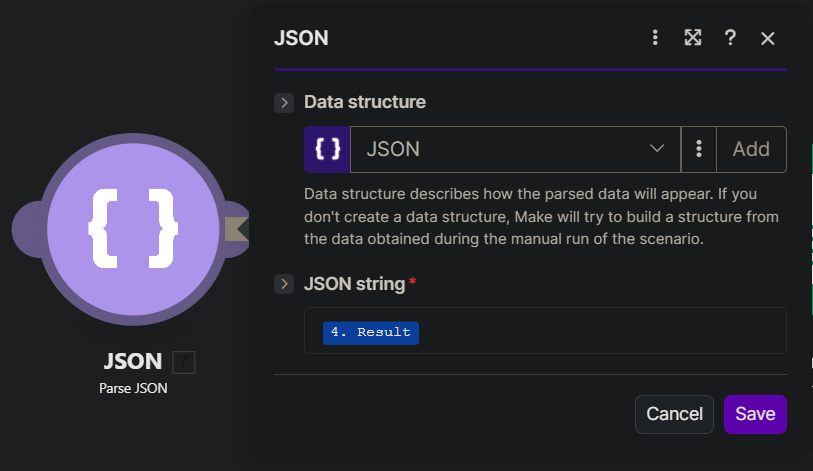 JSON
?
Data structure
{ } JSON Add
Data structure describes how the parsed data will appear. If you
don't create a data structure, Make will try to build a structure from
the data obtained during the manual run of the scenario.
JSON string *
4. Result
{ }
JSON 7
Parse JSON
Cancel Save